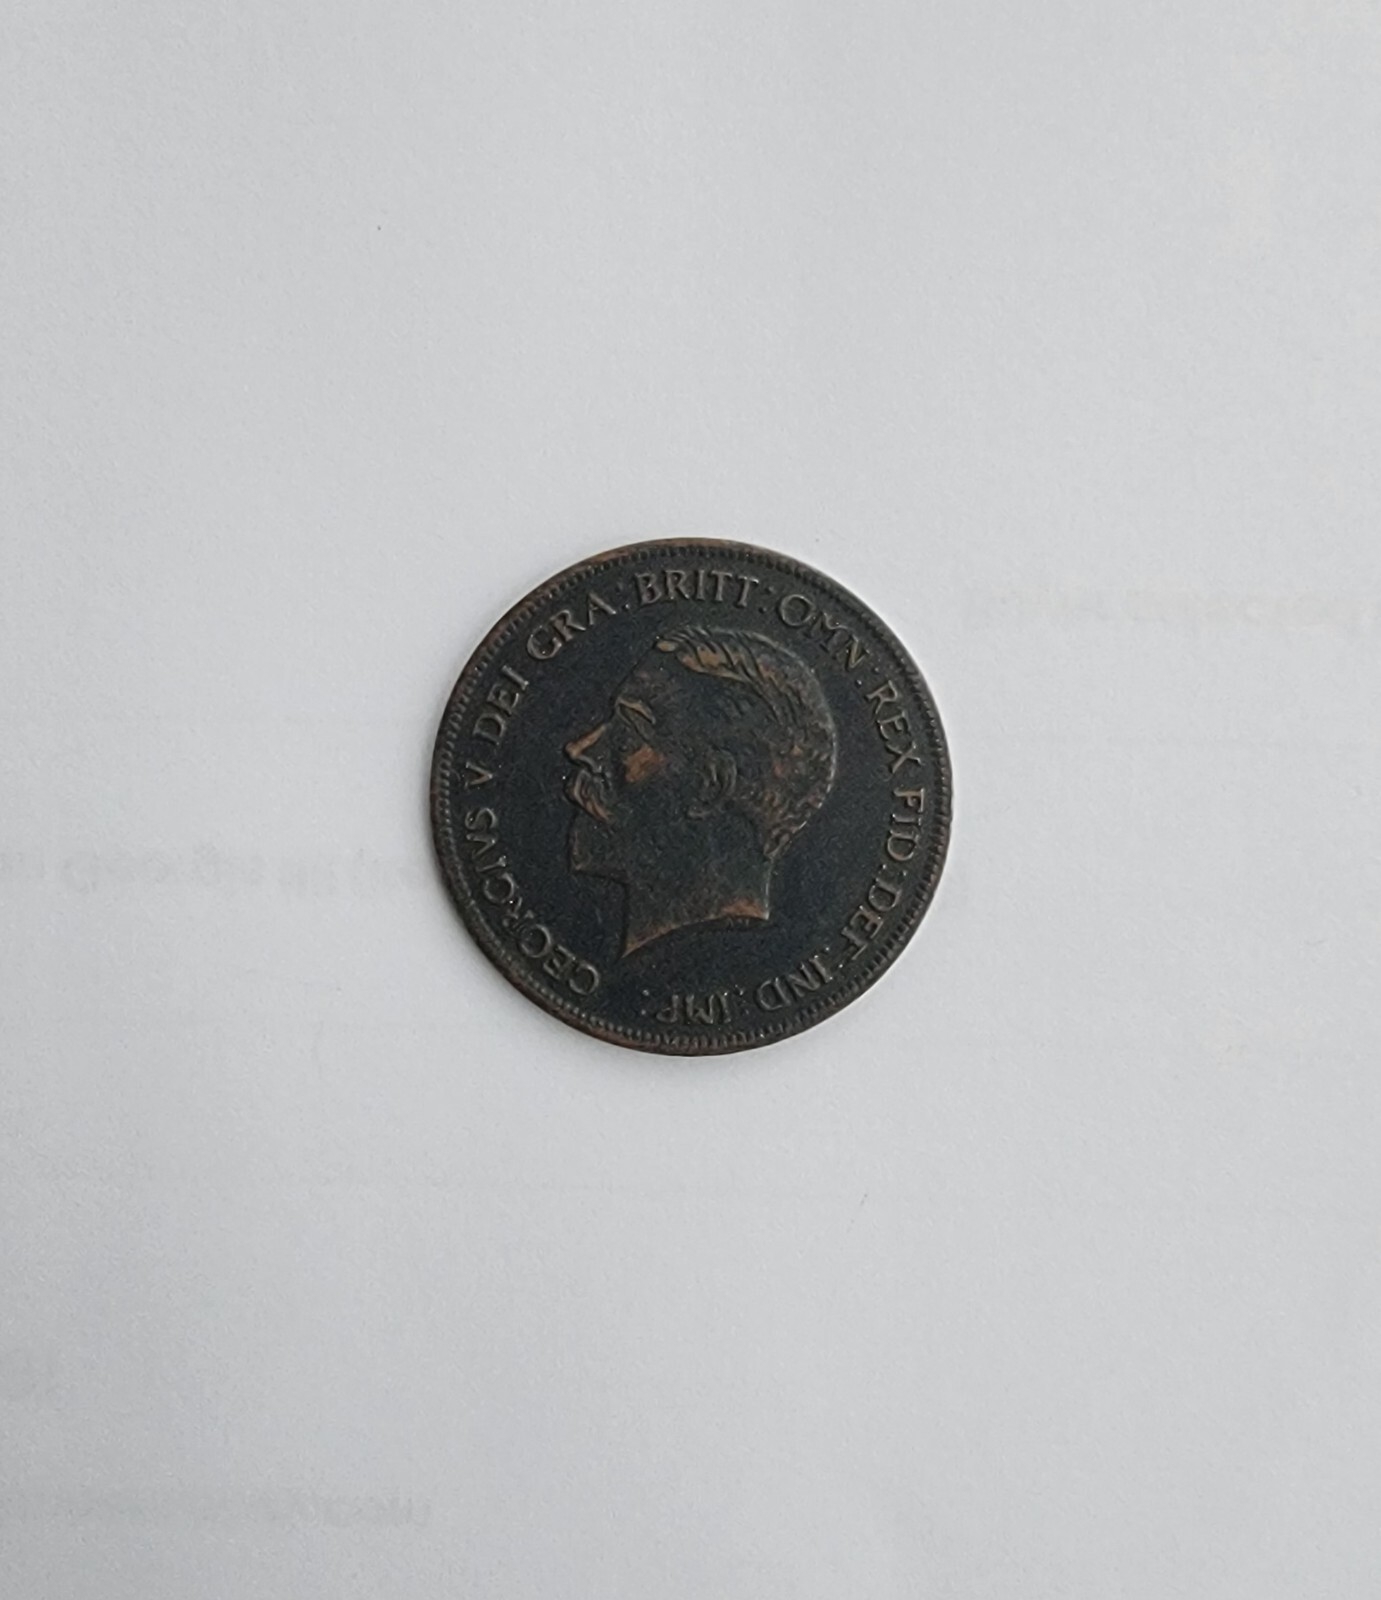 GEORGIVS V DEI GRA: BRITT: OMN: REX FID: DEF: IND: IMP: